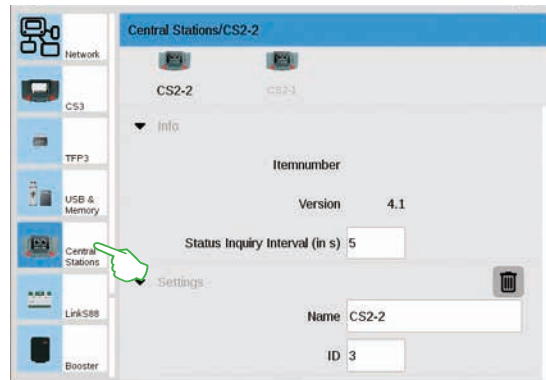 Central Stations/CS2-2
CS2-2
CS2-1
Info
Itemnumber
Version 4.1
Status Inquiry Interval (in s) 5
Settings
Name CS2-2
ID 3
Network
CS3
TFP3
USB &
Memory
Central
Stations
LinkS88
Booster